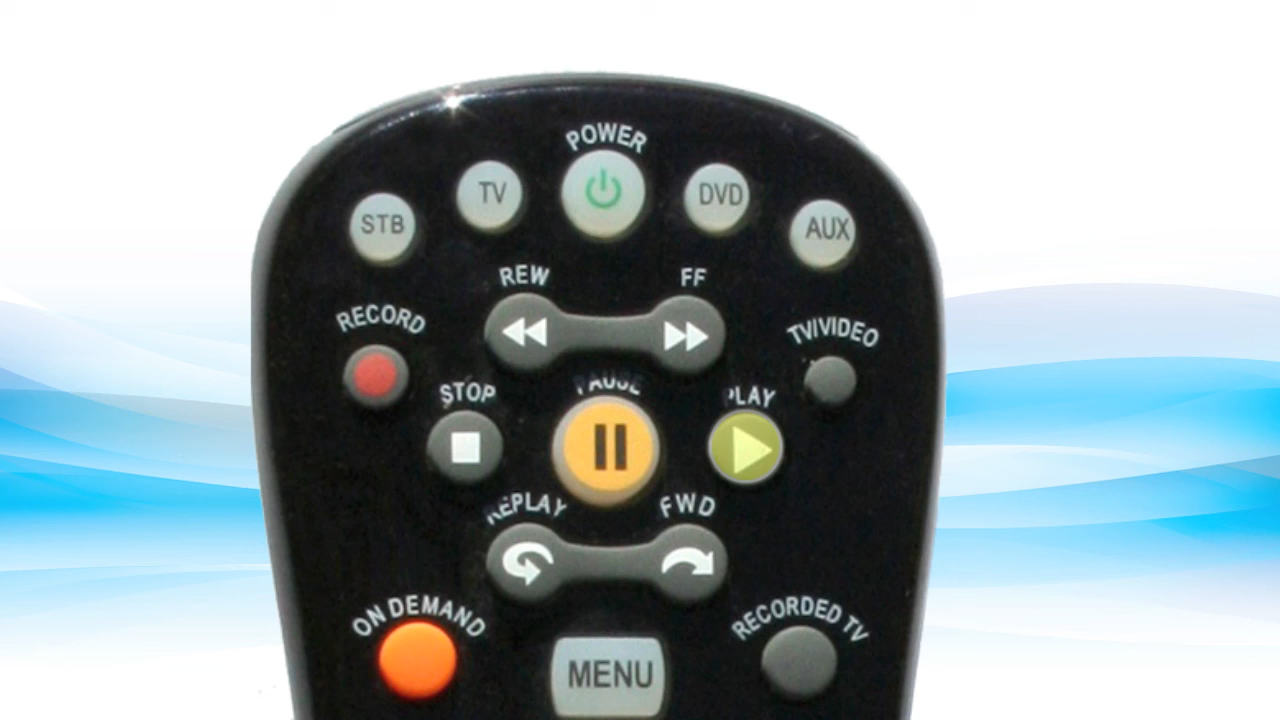 POWER
STB
TV
DVD
AUX
REW
FF
RECORD
TV/VIDEO
STOP
PAUSE
PLAY
REPLAY
FWD
ON DEMAND
RECORDED TV
MENU